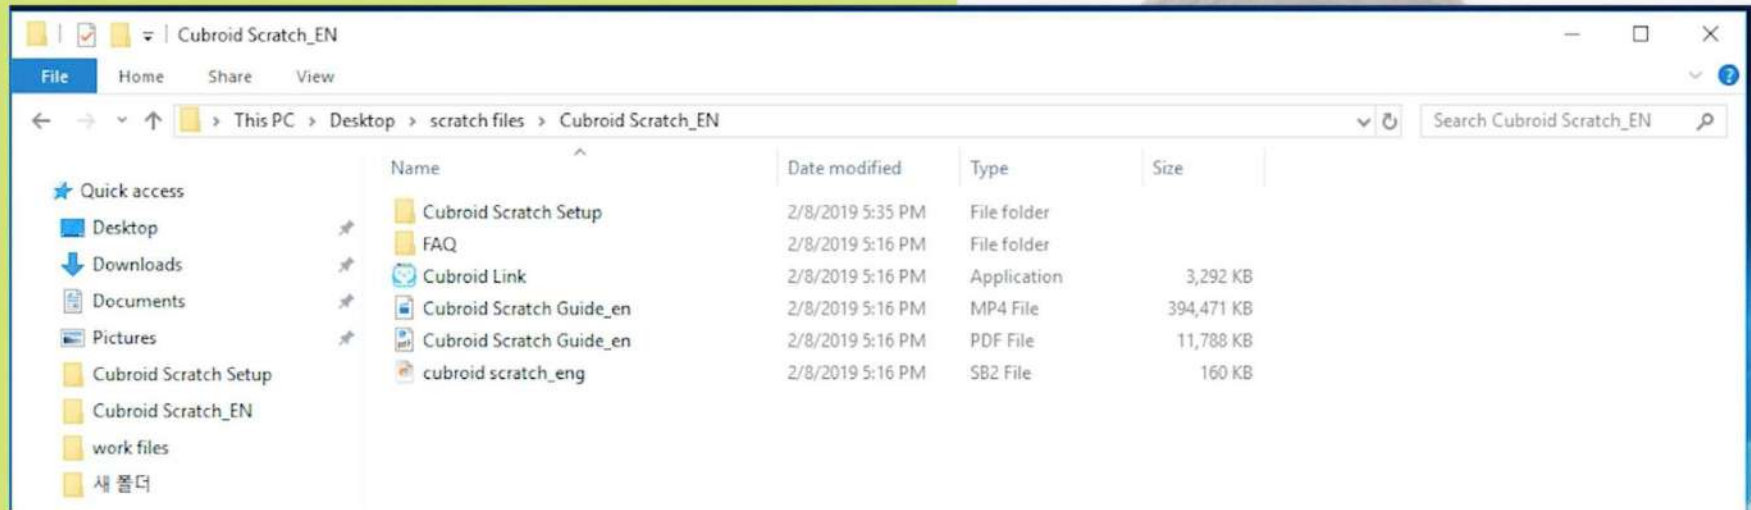 Cubroid Scratch_EN
File Home Share View
This PC > Desktop > scratch files > Cubroid Scratch_EN
Search Cubroid Scratch_EN
Name Date modified Type Size
Quick access
Desktop
Downloads
Documents
Pictures
Cubroid Scratch Setup
Cubroid Scratch_EN
work files
새 폴더
Cubroid Scratch Setup 2/8/2019 5:35 PM File folder
FAQ 2/8/2019 5:16 PM File folder
Cubroid Link 2/8/2019 5:16 PM Application 3,292 KB
Cubroid Scratch Guide_en 2/8/2019 5:16 PM MP4 File 394,471 KB
Cubroid Scratch Guide_en 2/8/2019 5:16 PM PDF File 11,788 KB
cubroid scratch_eng 2/8/2019 5:16 PM SB2 File 160 KB